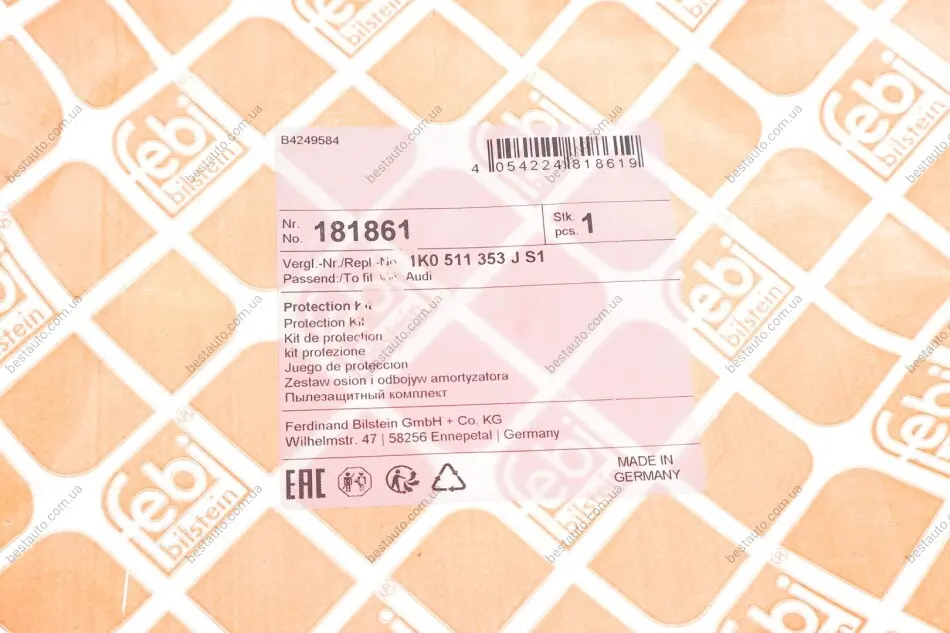 B4249584
4 054224 818619
Nr.
No. 181861
Stk.
pcs. 1
Vergl.-Nr./Repl.-No. 1K0 511 353 J S1
Passend:/To fit Audi
Protection Kit
Protection Kit
Kit de protection
kit protezione
Juego de proteccion
Zestaw osion i odbojyw amortyzatora
Пылезащитный комплект
Ferdinand Bilstein GmbH + Co. KG
Wilhelmstr. 47 | 58256 Ennepetal | Germany
EAC
MADE IN
GERMANY
febi
bilstein
bestauto.com.ua